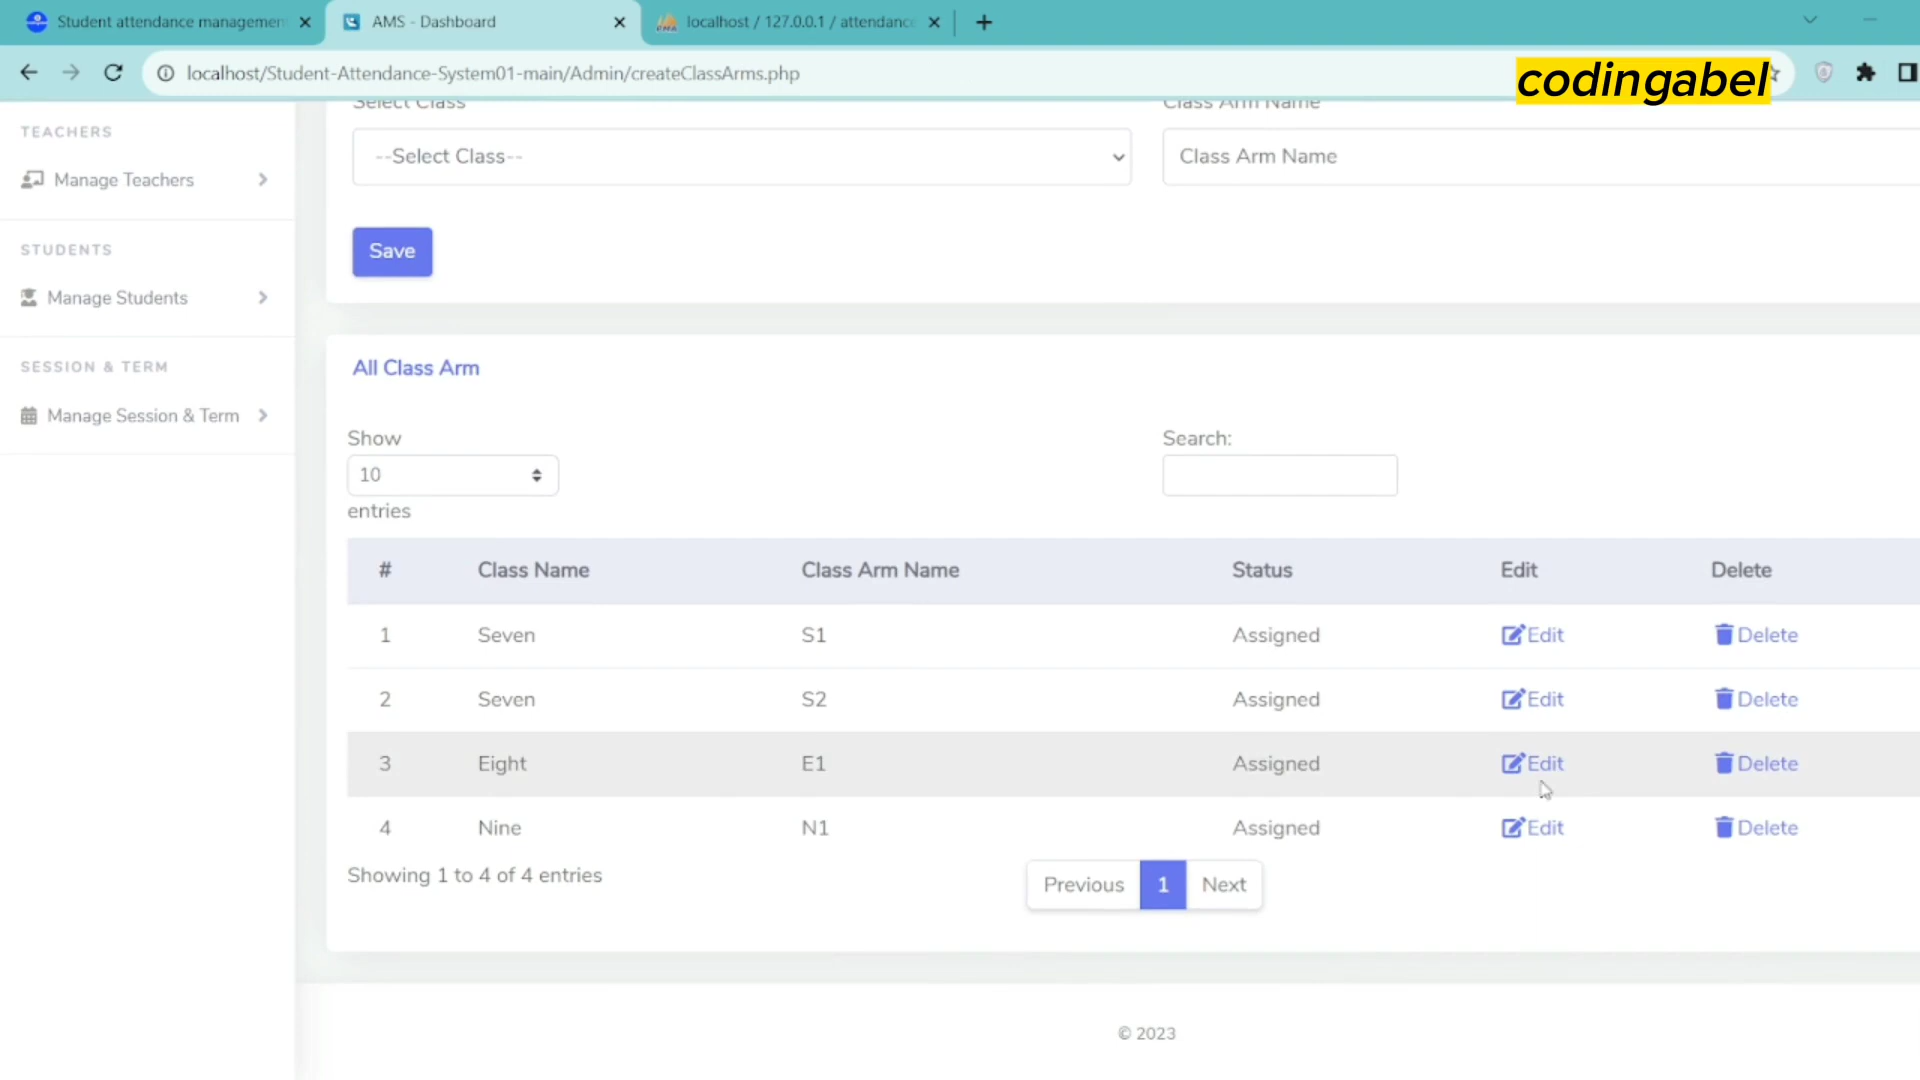 Student attendance managemen
AMS - Dashboard
localhost / 127.0.0.1 / attendance
localhost/Student-Attendance-System01-main/Admin/createClassArms.php
codingabel
Select Class
Class Arm Name
TEACHERS
--Select Class--
Class Arm Name
Manage Teachers
STUDENTS
Save
Manage Students
SESSION & TERM
All Class Arm
Manage Session & Term
Show
Search:
10
entries
# Class Name Class Arm Name Status Edit Delete
1 Seven S1 Assigned Edit Delete
2 Seven S2 Assigned Edit Delete
3 Eight E1 Assigned Edit Delete
4 Nine N1 Assigned Edit Delete
Showing 1 to 4 of 4 entries
Previous 1 Next
© 2023